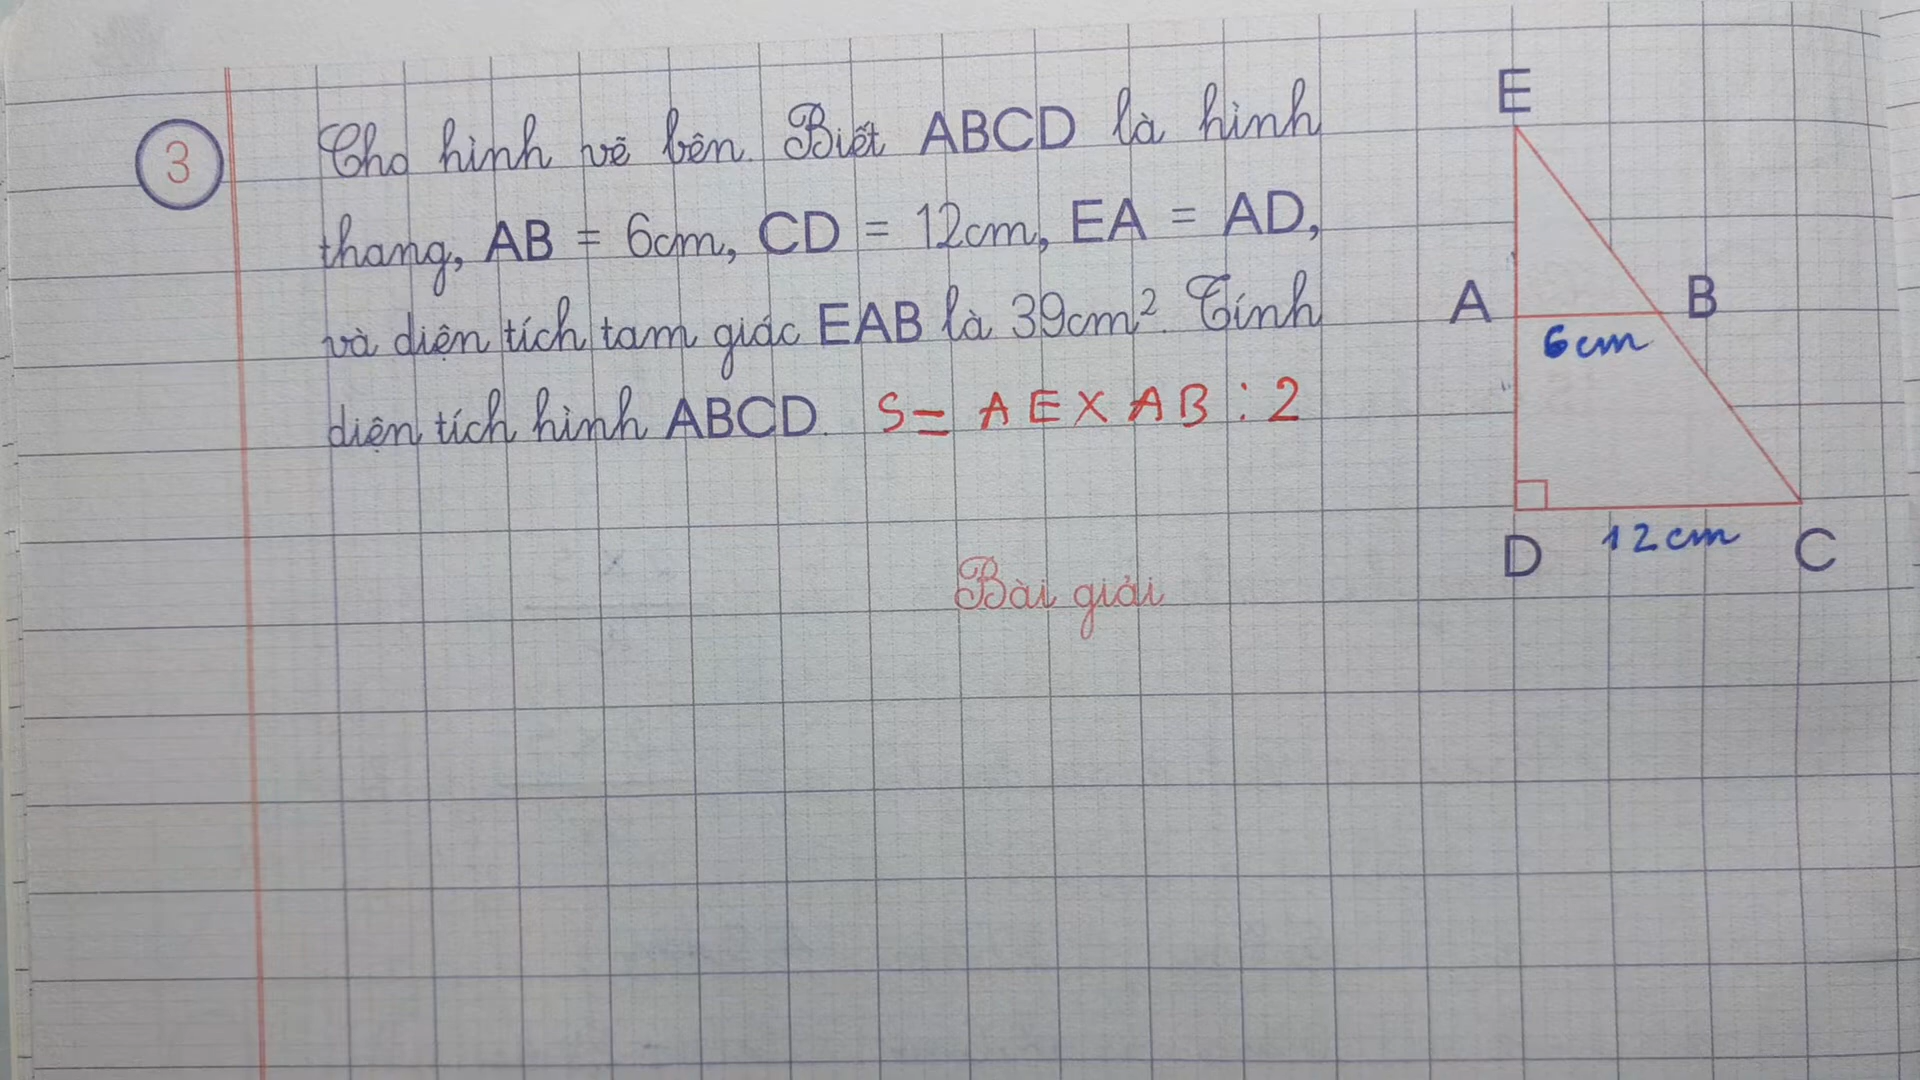 3
Cho hình vẽ bên. Biết ABCD là hình
thang, AB = 6cm, CD = 12cm, EA = AD,
và diện tích tam giác EAB là 39cm². Tính
diện tích hình ABCD. S = AE X AB : 2
Bài giải
E
A
B
6cm
D
12cm
C